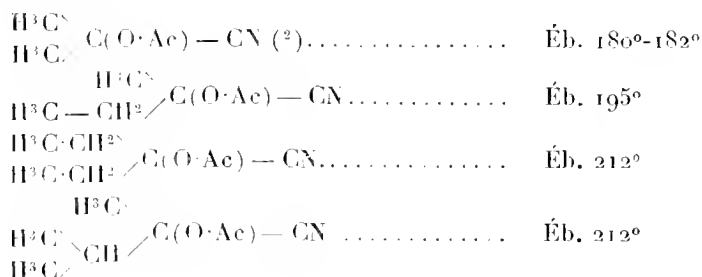 H³C
C(O·Ac) — CN (²) .................. Éb. 180°-182°
H³C
H³C
C(O·Ac) — CN .............. Éb. 195°
H³C — CH²
H³C·CH²
C(O·Ac) — CN .............. Éb. 212°
H³C·CH²
H³C
C(O·Ac) — CN .............. Éb. 212°
H³C
CH
H³C